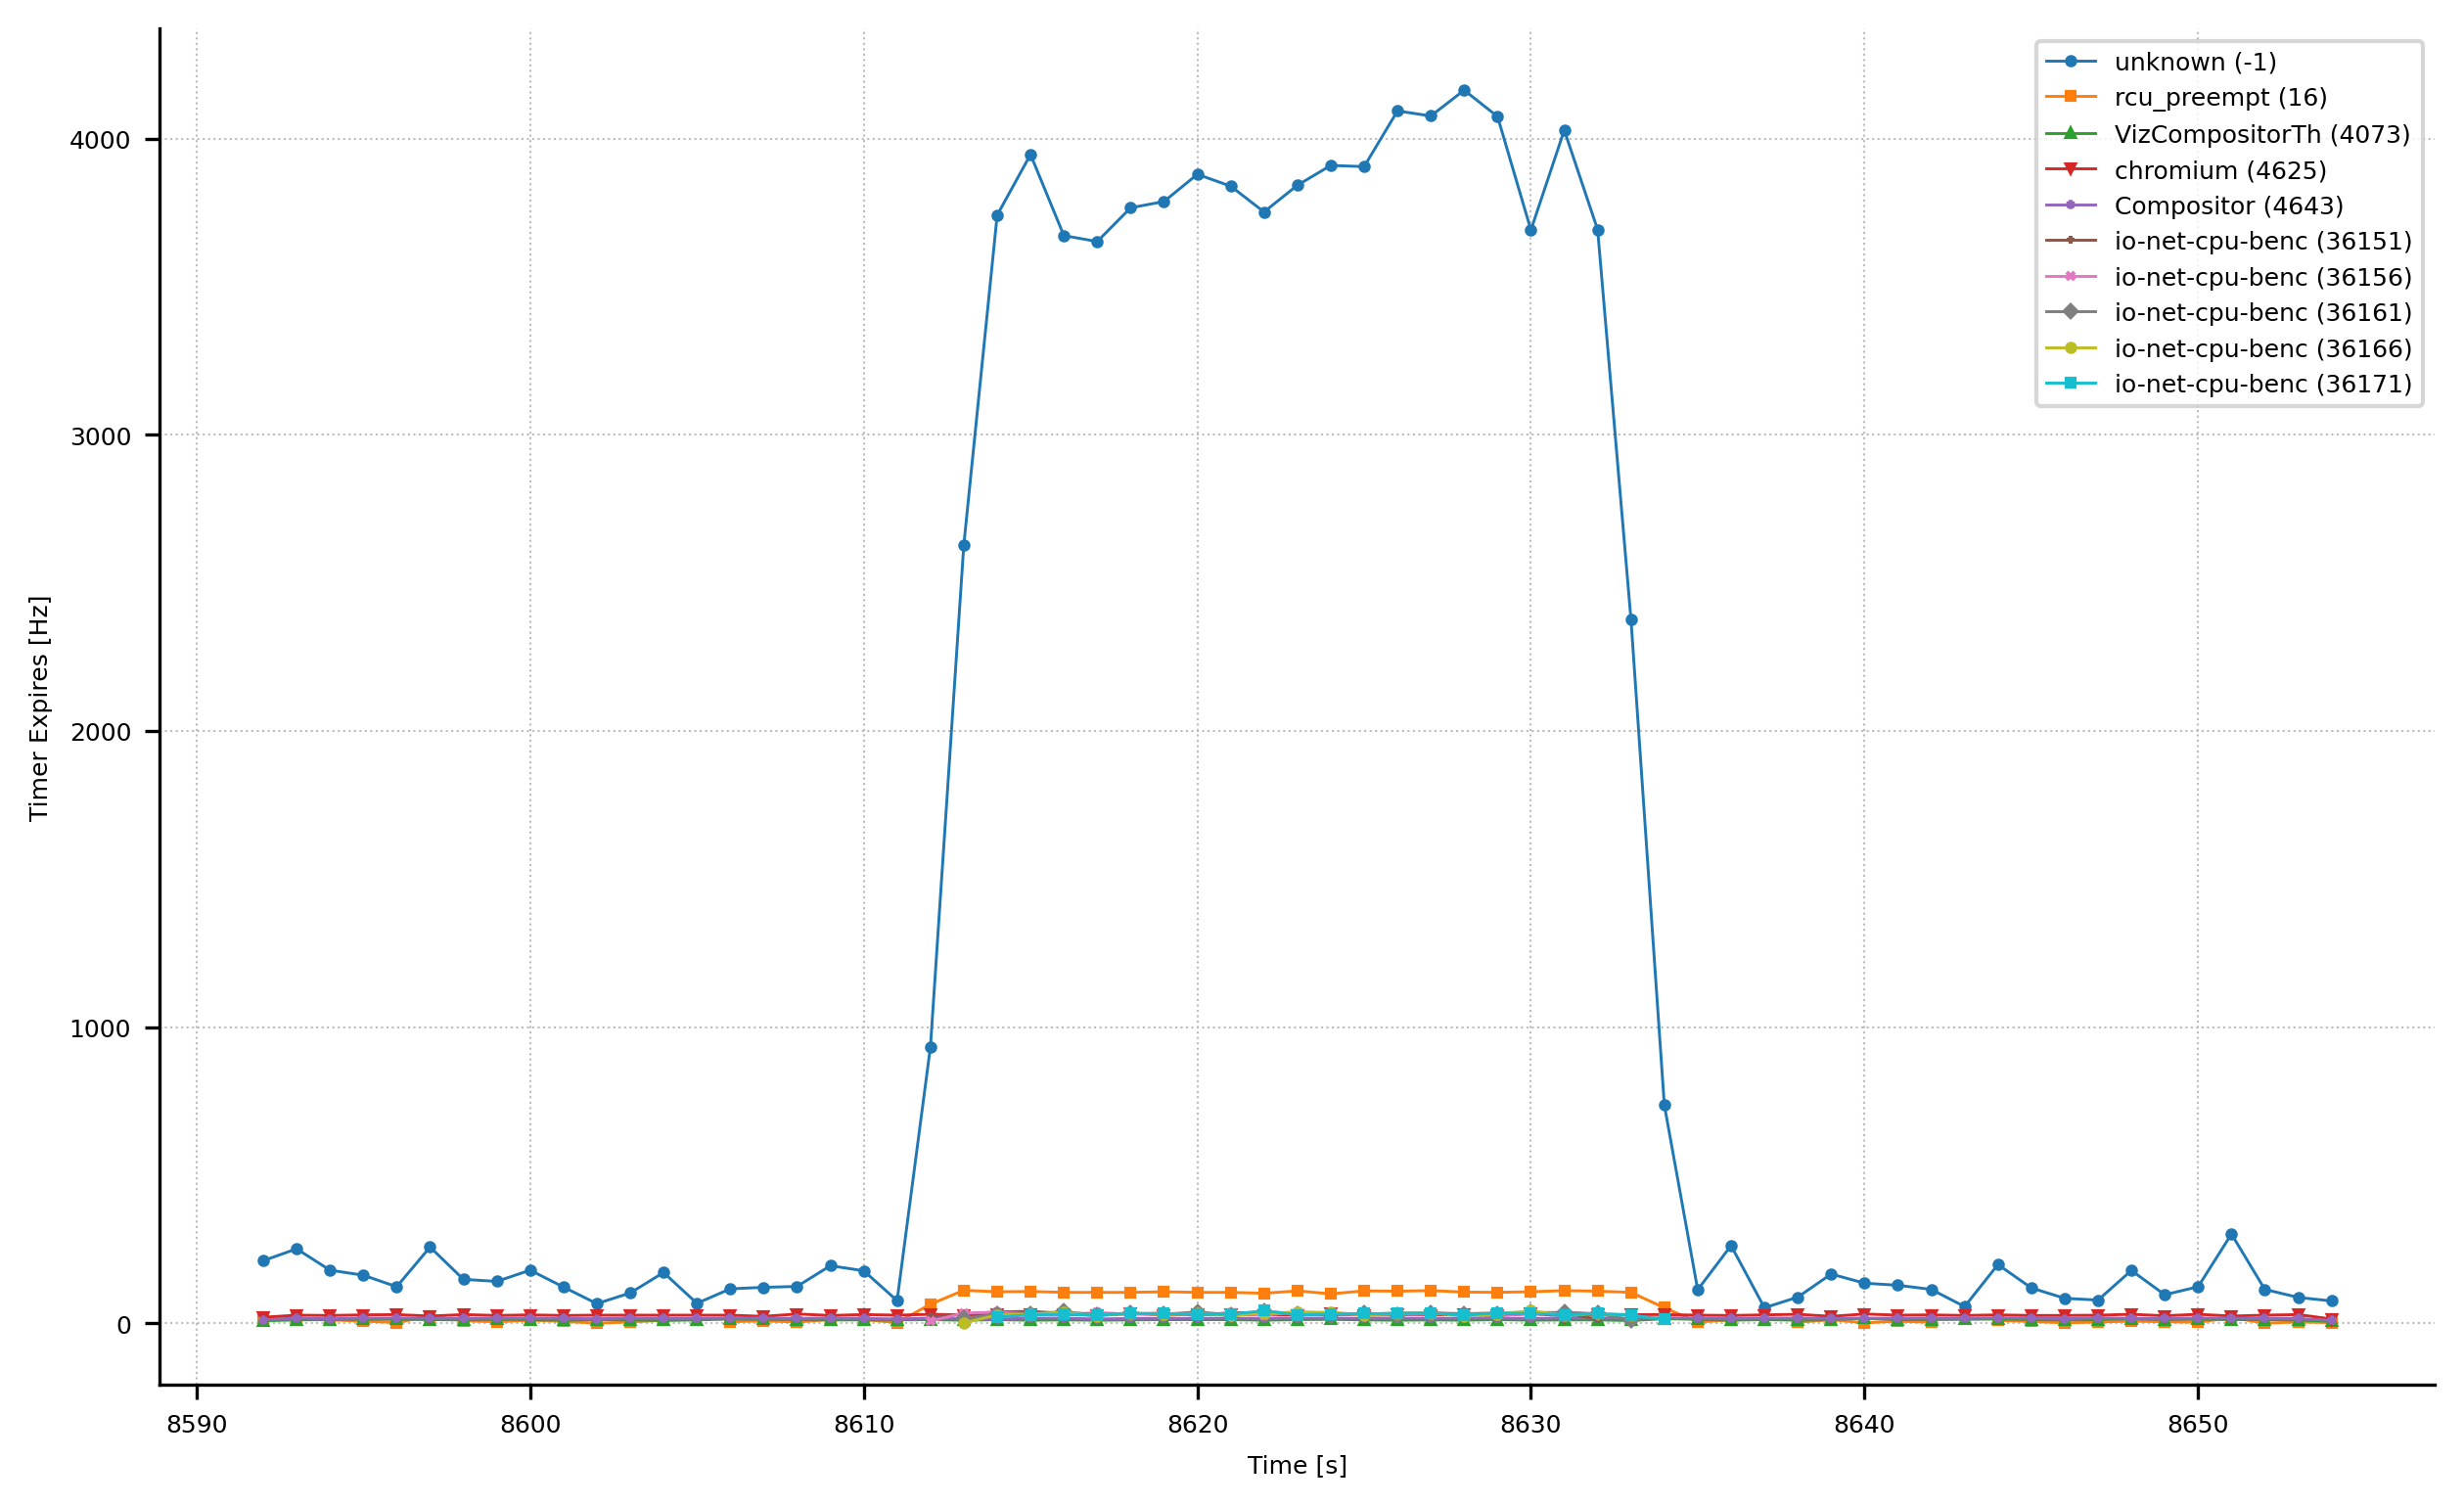 unknown (-1)
rcu_preempt (16)
VizCompositorTh (4073)
chromium (4625)
Compositor (4643)
io-net-cpu-benc (36151)
io-net-cpu-benc (36156)
io-net-cpu-benc (36161)
io-net-cpu-benc (36166)
io-net-cpu-benc (36171)
4000
3000
2000
1000
0
Timer Expires [Hz]
8590 8600 8610 8620 8630 8640 8650
Time [s]